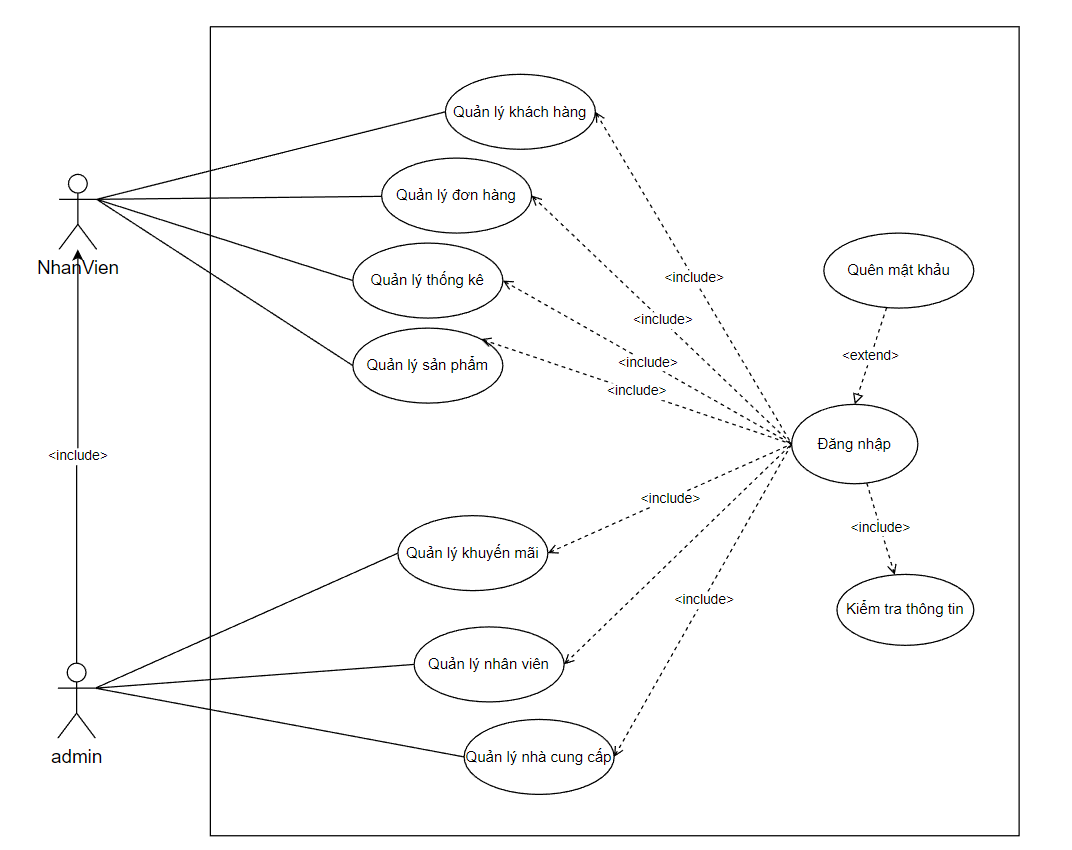 Quản lý khách hàng
Quản lý đơn hàng
Quản lý thống kê
Quản lý sản phẩm
NhanVien
<include>
<include>
<include>
<include>
Quên mật khẩu
<extend>
Đăng nhập
<include>
<include>
<include>
<include>
Quản lý khuyến mãi
Kiểm tra thông tin
Quản lý nhân viên
Quản lý nhà cung cấp
admin